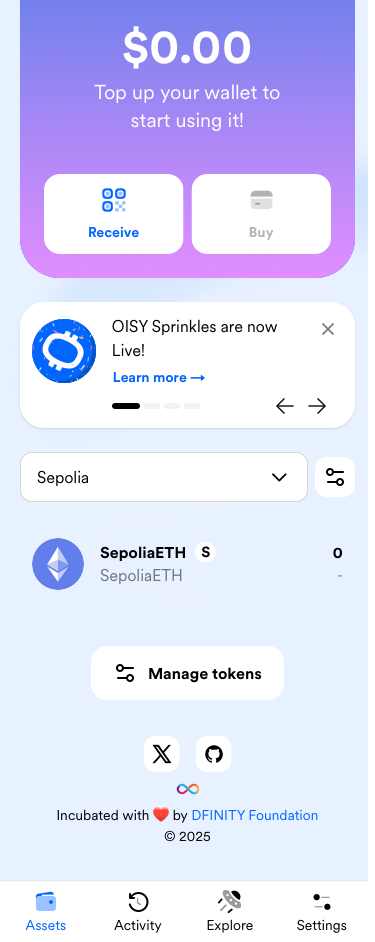 $0.00
Top up your wallet to
start using it!
Receive
Buy
OISY Sprinkles are now
Live!
Learn more →
Sepolia
SepoliaETH S
0
SepoliaETH
-
Manage tokens
Incubated with ❤️ by DFINITY Foundation
© 2025
Assets
Activity
Explore
Settings